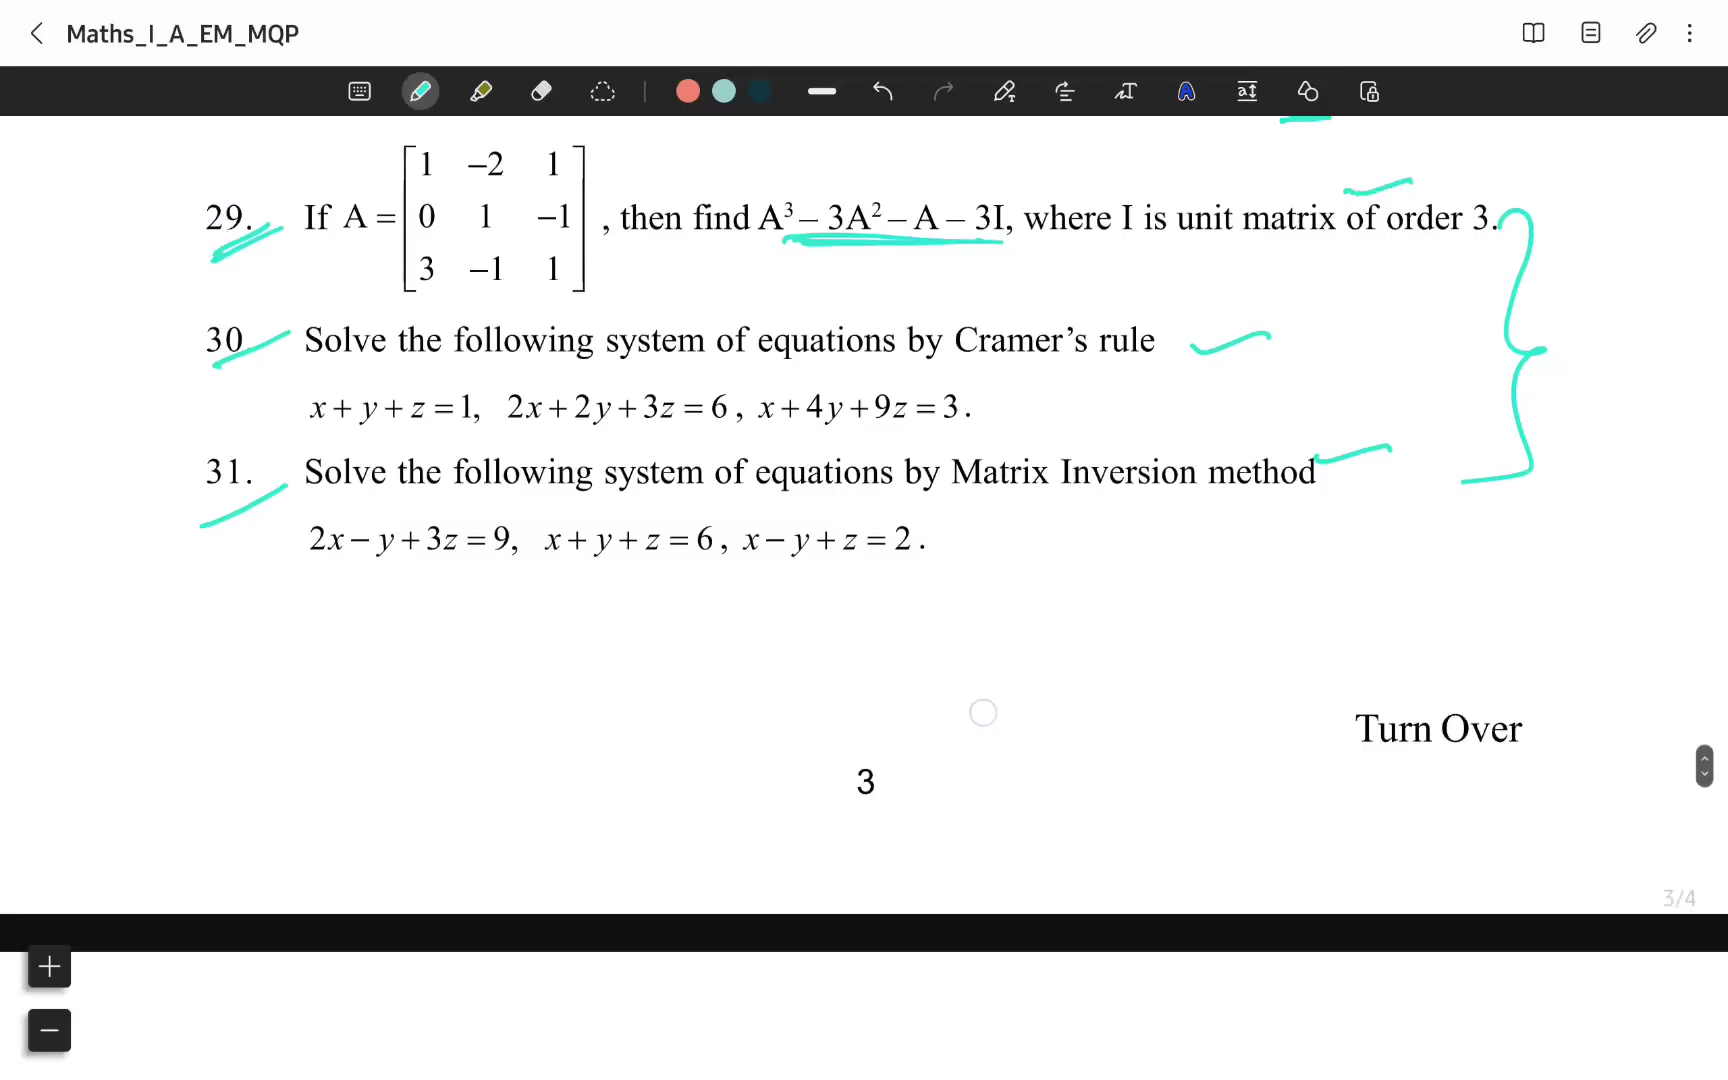 Maths_I_A_EM_MQP
29. If A = [1 −2 1; 0 1 −1; 3 −1 1], then find A³ − 3A² − A − 3I, where I is unit matrix of order 3.
30 Solve the following system of equations by Cramer’s rule
x + y + z = 1, 2x + 2y + 3z = 6, x + 4y + 9z = 3.
31. Solve the following system of equations by Matrix Inversion method
2x − y + 3z = 9, x + y + z = 6, x − y + z = 2.
Turn Over
3
3/4